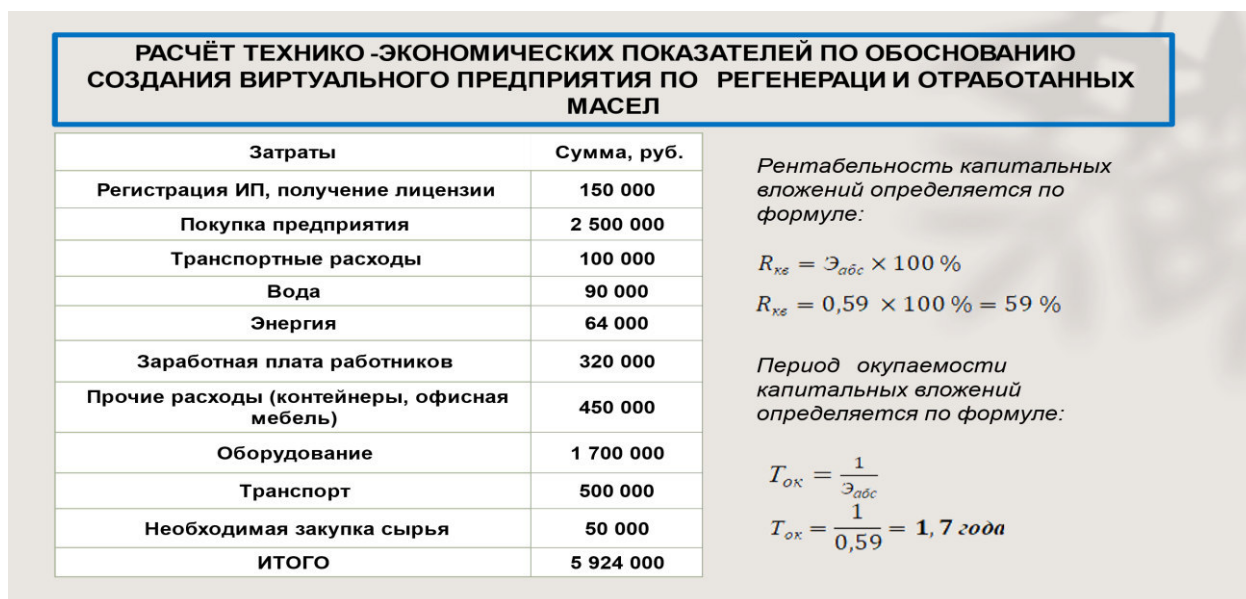 РАСЧЁТ ТЕХНИКО -ЭКОНОМИЧЕСКИХ ПОКАЗАТЕЛЕЙ ПО ОБОСНОВАНИЮ
СОЗДАНИЯ ВИРТУАЛЬНОГО ПРЕДПРИЯТИЯ ПО РЕГЕНЕРАЦИ И ОТРАБОТАННЫХ
МАСЕЛ
Затраты Сумма, руб.
Регистрация ИП, получение лицензии 150 000
Покупка предприятия 2 500 000
Транспортные расходы 100 000
Вода 90 000
Энергия 64 000
Заработная плата работников 320 000
Прочие расходы (контейнеры, офисная
мебель) 450 000
Оборудование 1 700 000
Транспорт 500 000
Необходимая закупка сырья 50 000
ИТОГО 5 924 000
Рентабельность капитальных
вложений определяется по
формуле:
Rкв = Эабс × 100 %
Rкв = 0,59 × 100 % = 59 %
Период окупаемости
капитальных вложений
определяется по формуле:
Tок = 1/Эабс
Tок = 1/0,59 = 1, 7 года